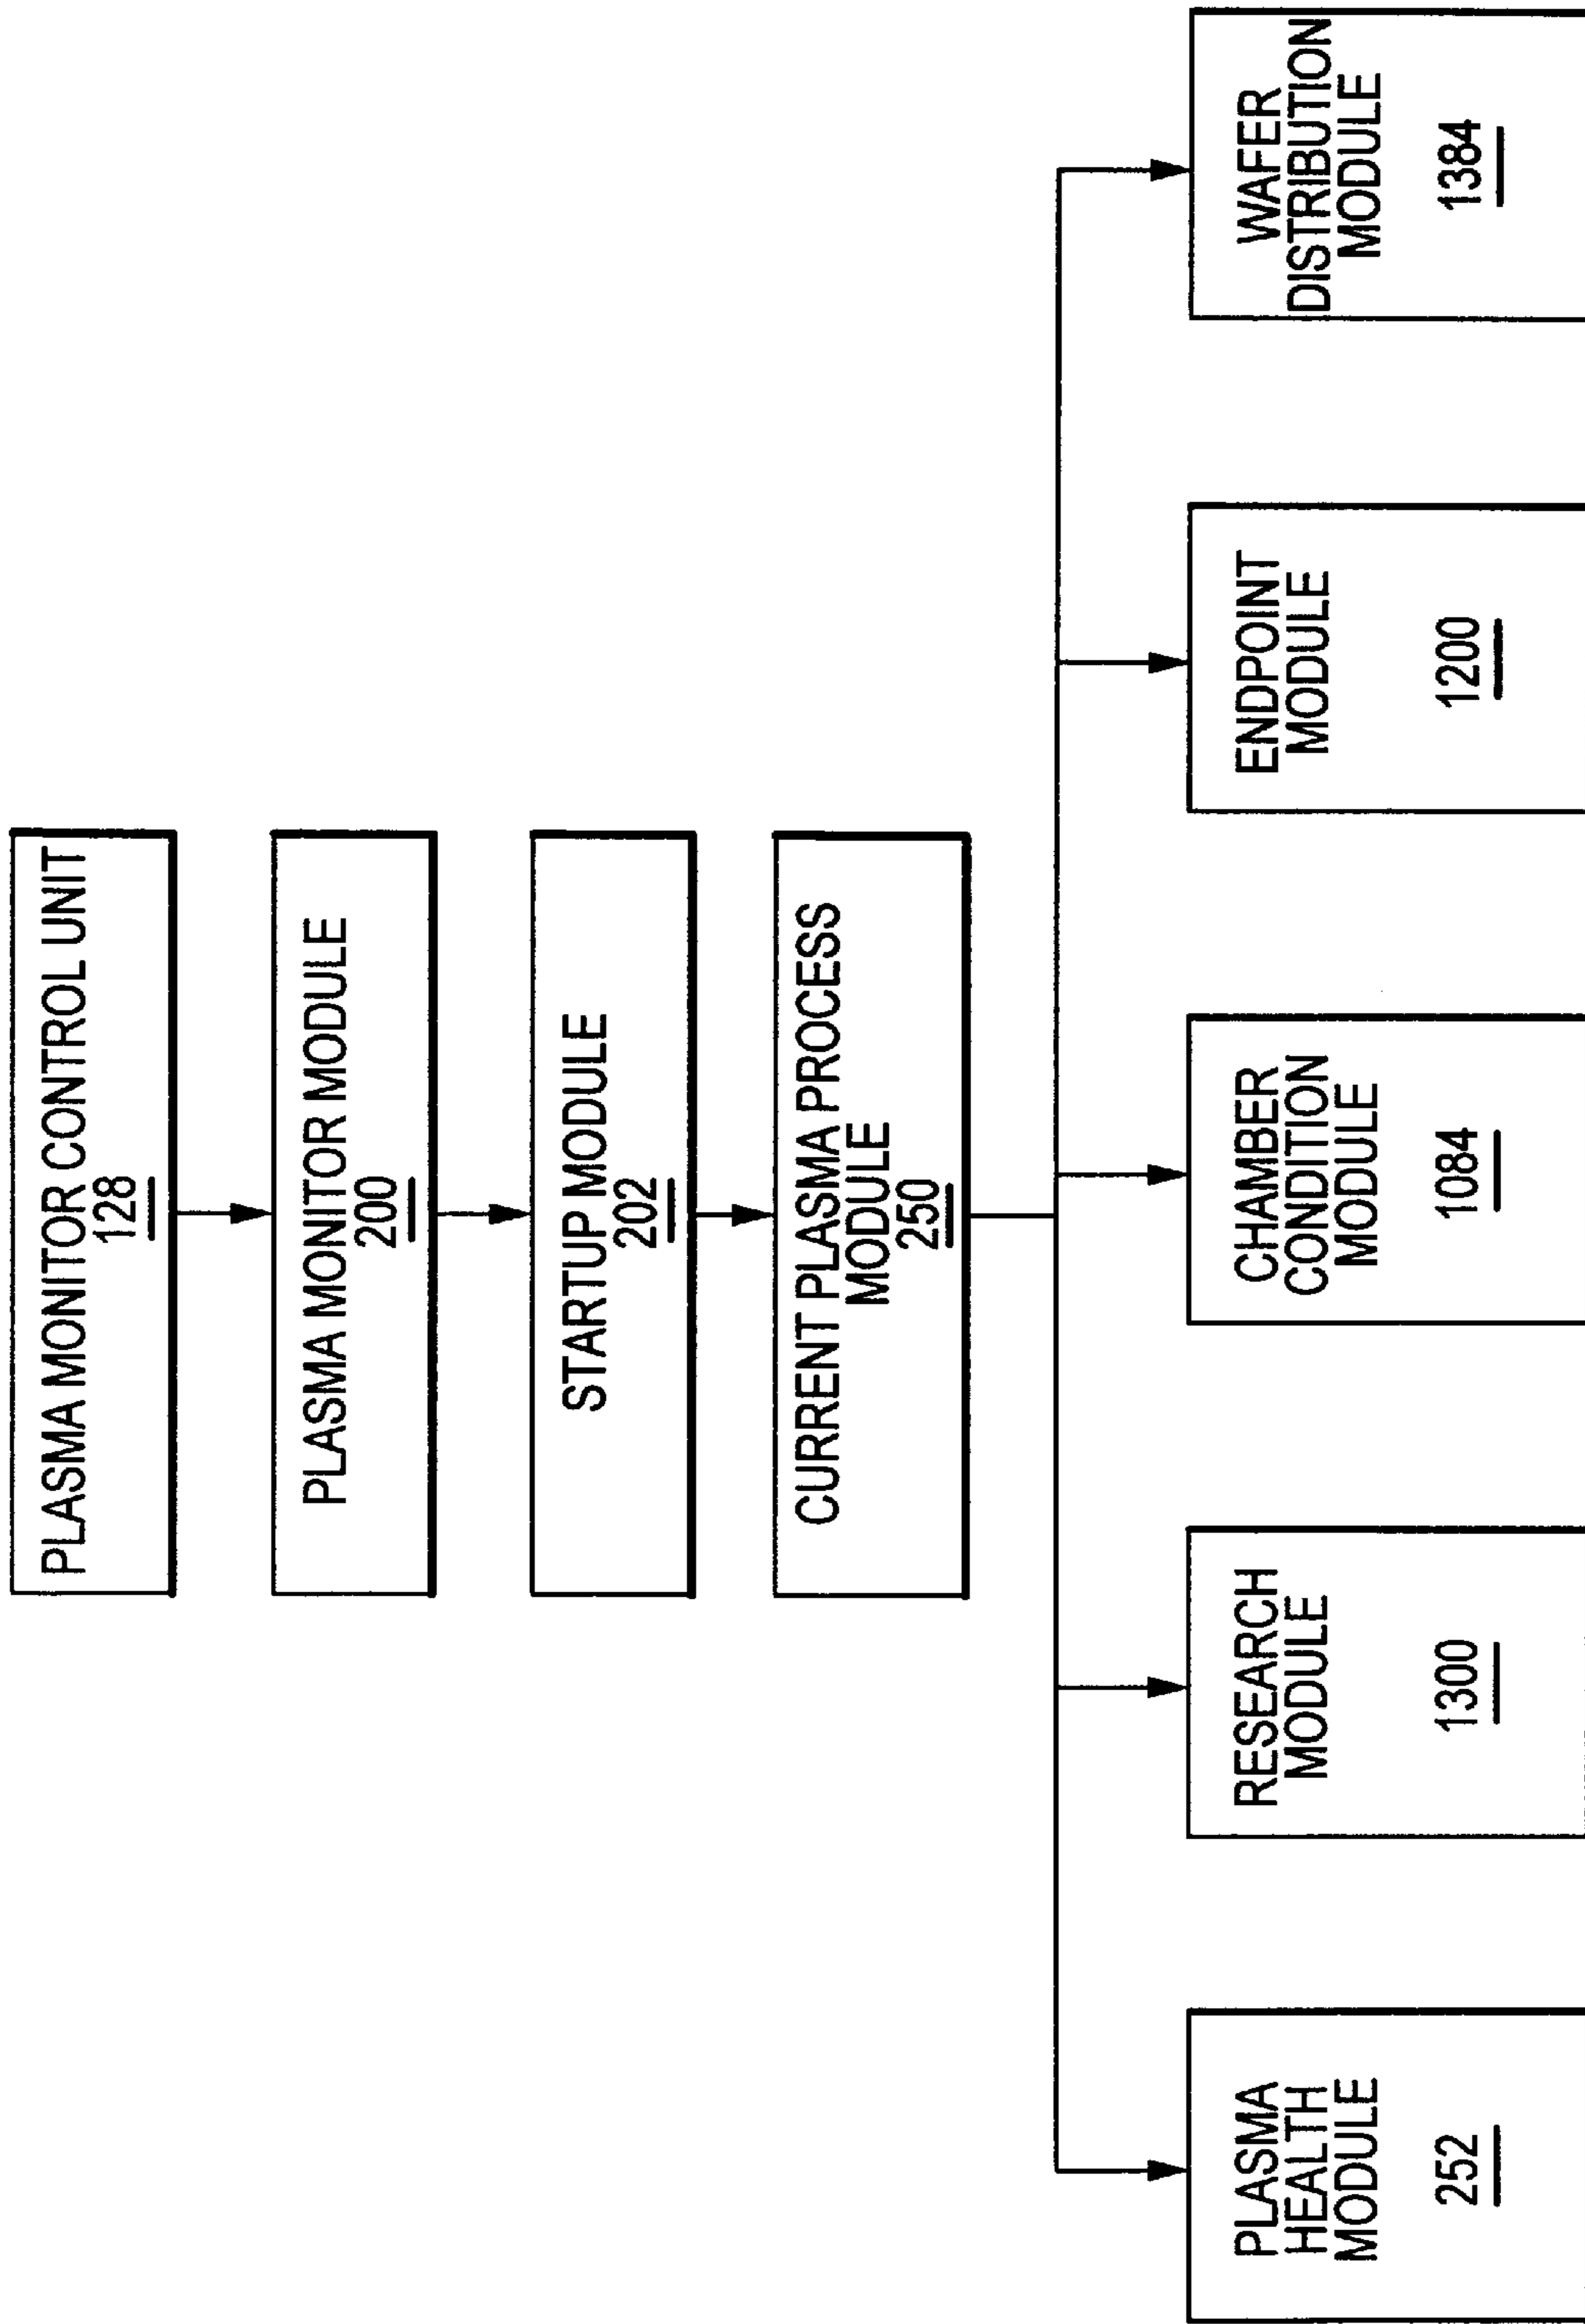 PLASMA MONITOR CONTROL UNIT
128
PLASMA MONITOR MODULE
200
STARTUP MODULE
202
CURRENT PLASMA PROCESS
MODULE
250
PLASMA
HEALTH
MODULE
252
RESEARCH
MODULE
1300
CHAMBER
CONDITION
MODULE
1084
ENDPOINT
MODULE
1200
WAFER
DISTRIBUTION
MODULE
1384